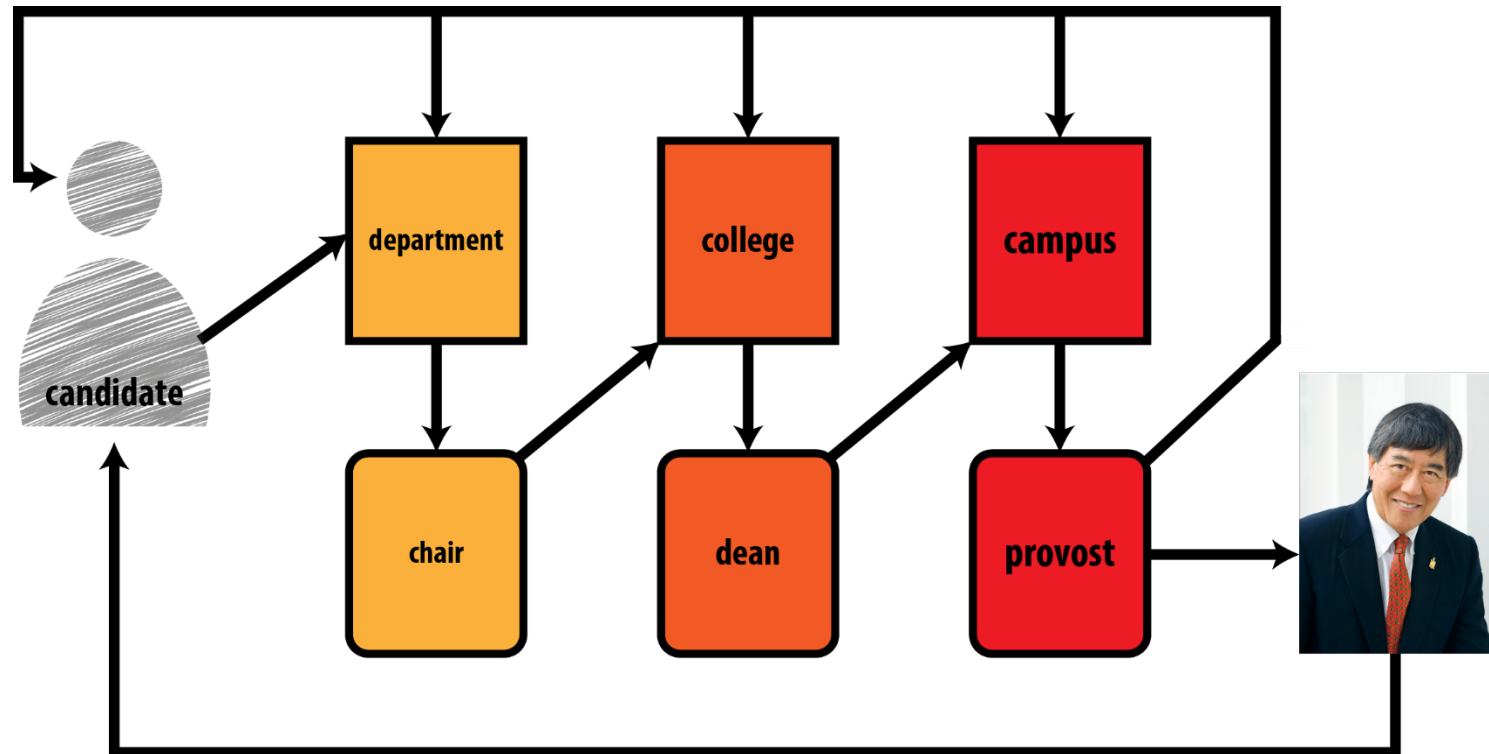 department
college
campus
candidate
chair
dean
provost